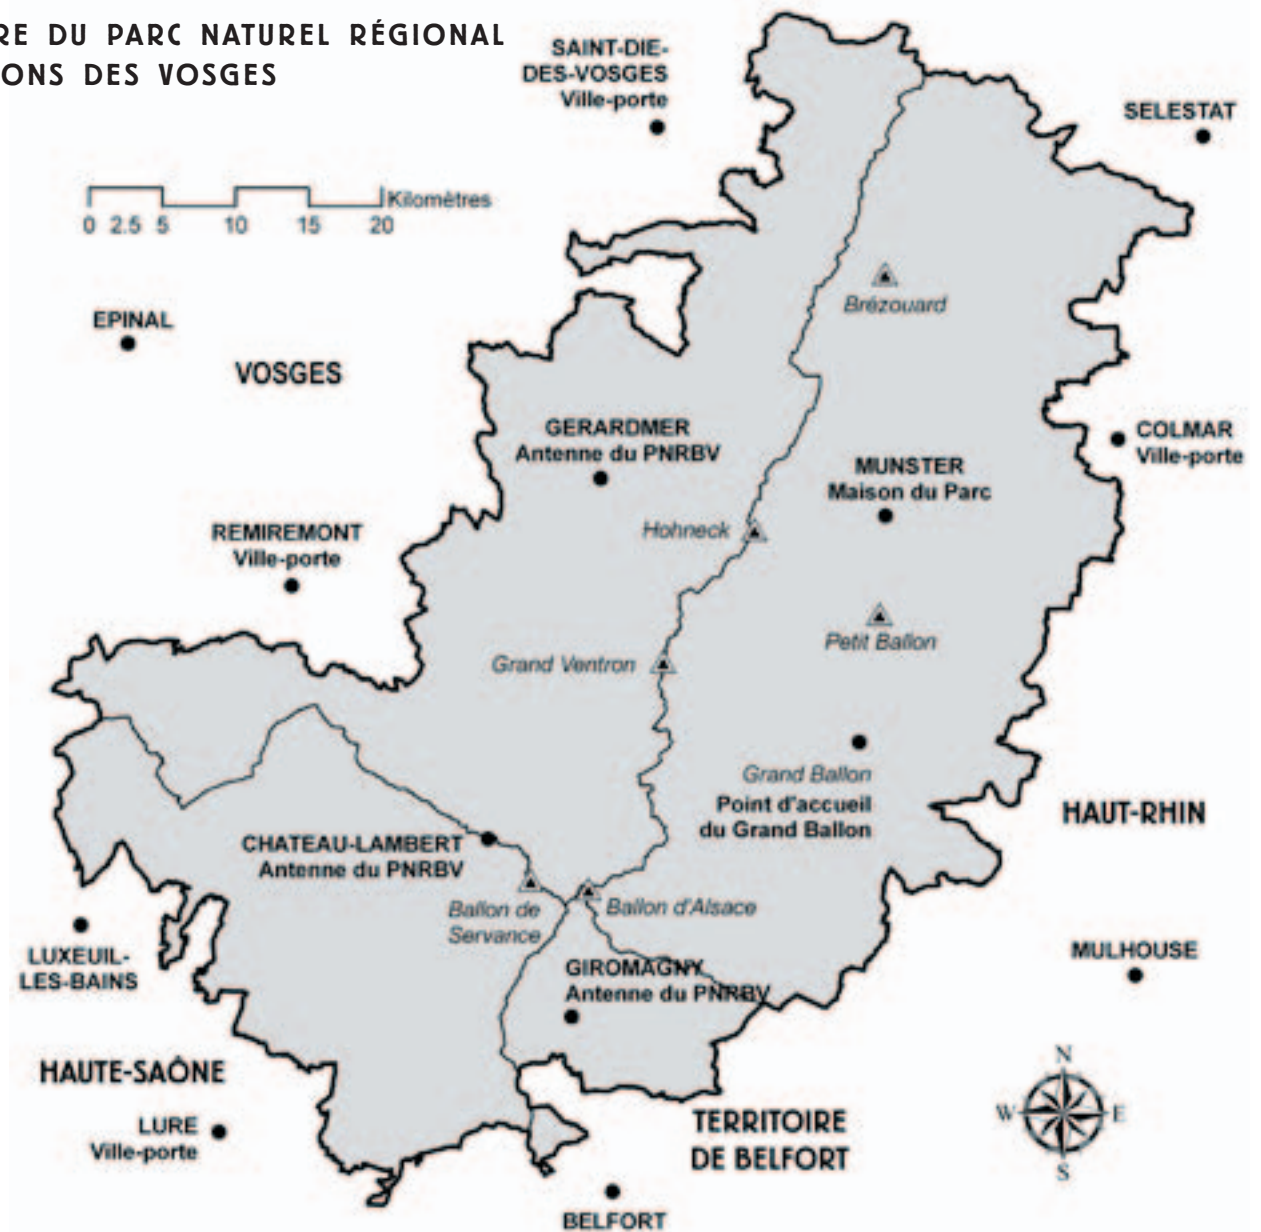 RE DU PARC NATUREL RÉGIONAL
ONS DES VOSGES
SAINT-DIE-
DES-VOSGES
Ville-porte
SELESTAT
Kilomètres
0 2.5 5 10 15 20
Brézouard
EPINAL
VOSGES
GERARDMER
Antenne du PNRBV
COLMAR
Ville-porte
MUNSTER
Maison du Parc
Hohneck
REMIREMONT
Ville-porte
Petit Ballon
Grand Ventron
Grand Ballon
Point d'accueil
du Grand Ballon
HAUT-RHIN
CHATEAU-LAMBERT
Antenne du PNRBV
Ballon de
Servance
Ballon d'Alsace
LUXEUIL-
LES-BAINS
GIROMAGNY
Antenne du PNRBV
MULHOUSE
HAUTE-SAÔNE
LURE
Ville-porte
TERRITOIRE
DE BELFORT
BELFORT
N
W E
S